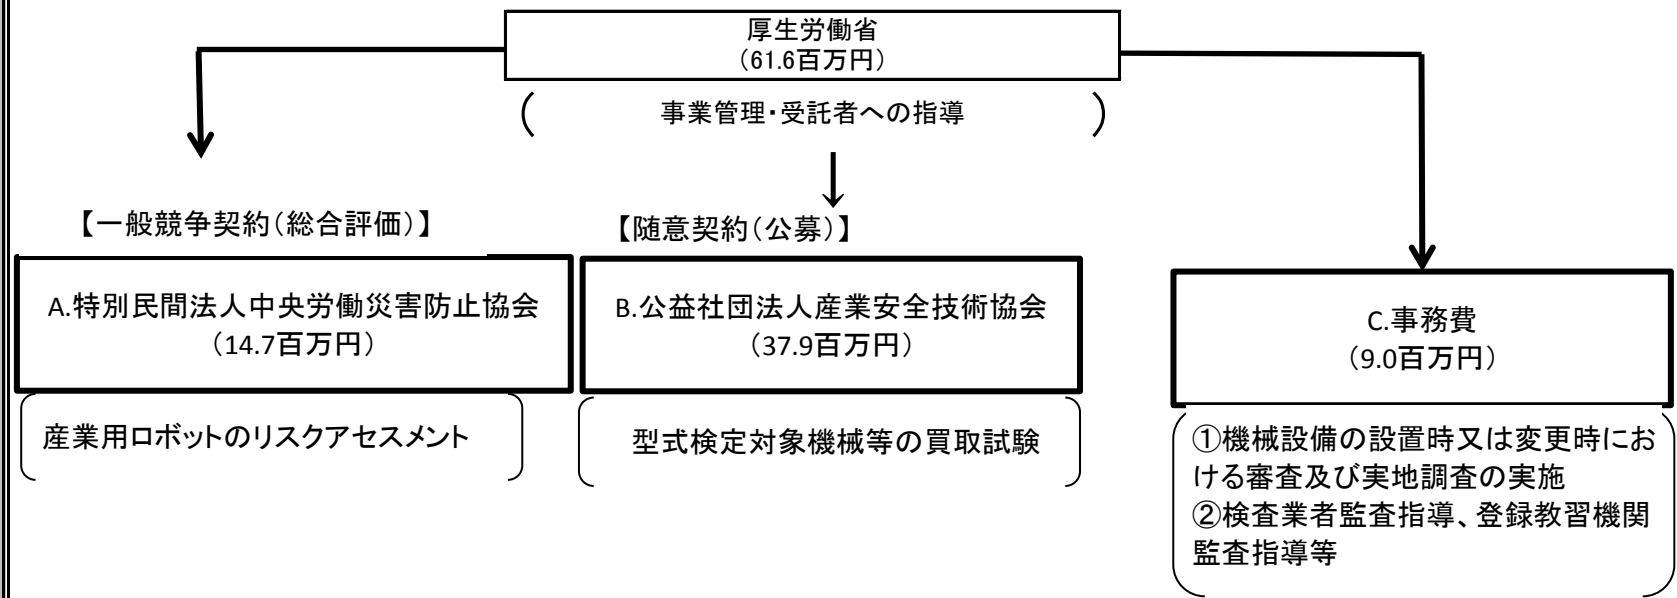 厚生労働省
（61.6百万円）
事業管理・受託者への指導
【一般競争契約（総合評価）】
A.特別民間法人中央労働災害防止協会
（14.7百万円）
産業用ロボットのリスクアセスメント
【随意契約（公募）】
B.公益社団法人産業安全技術協会
（37.9百万円）
型式検定対象機械等の買取試験
C.事務費
（9.0百万円）
①機械設備の設置時又は変更時にお
ける審査及び実地調査の実施
②検査業者監査指導、登録教習機関
監査指導等